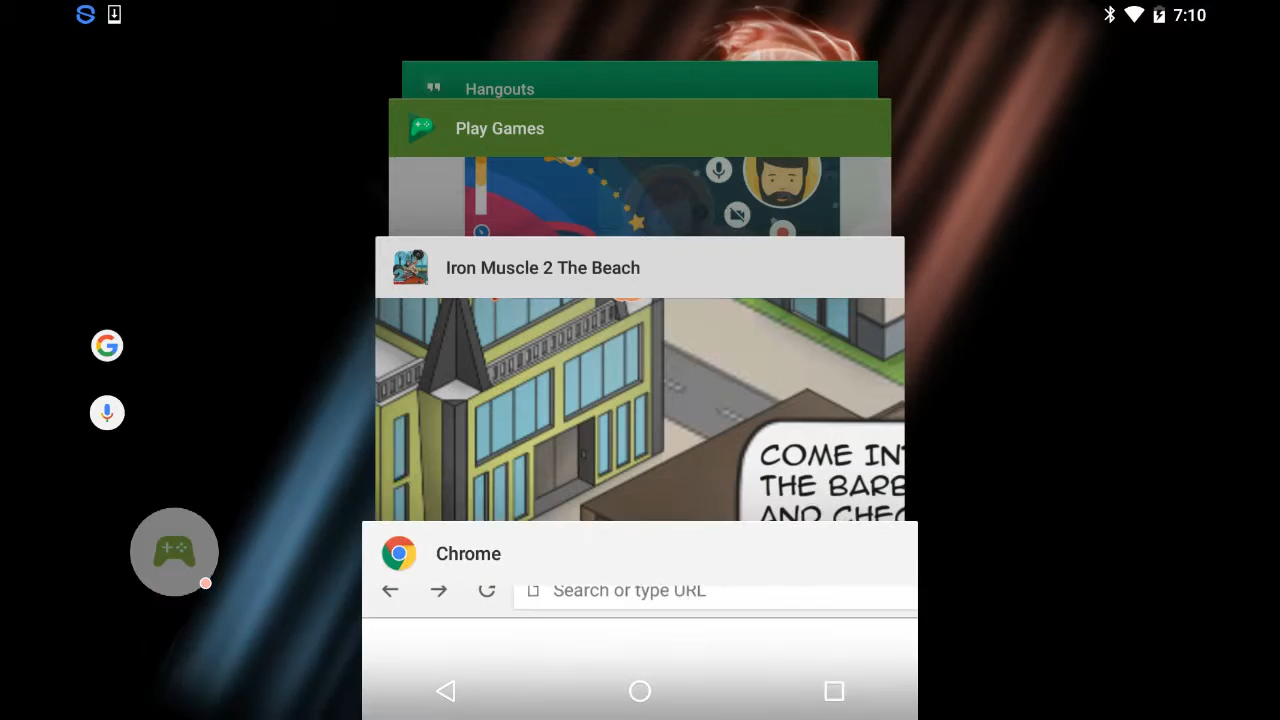 7:10
Hangouts
Play Games
Iron Muscle 2 The Beach
COME IN
THE BARB
AND CHEC
Chrome
Search or type URL